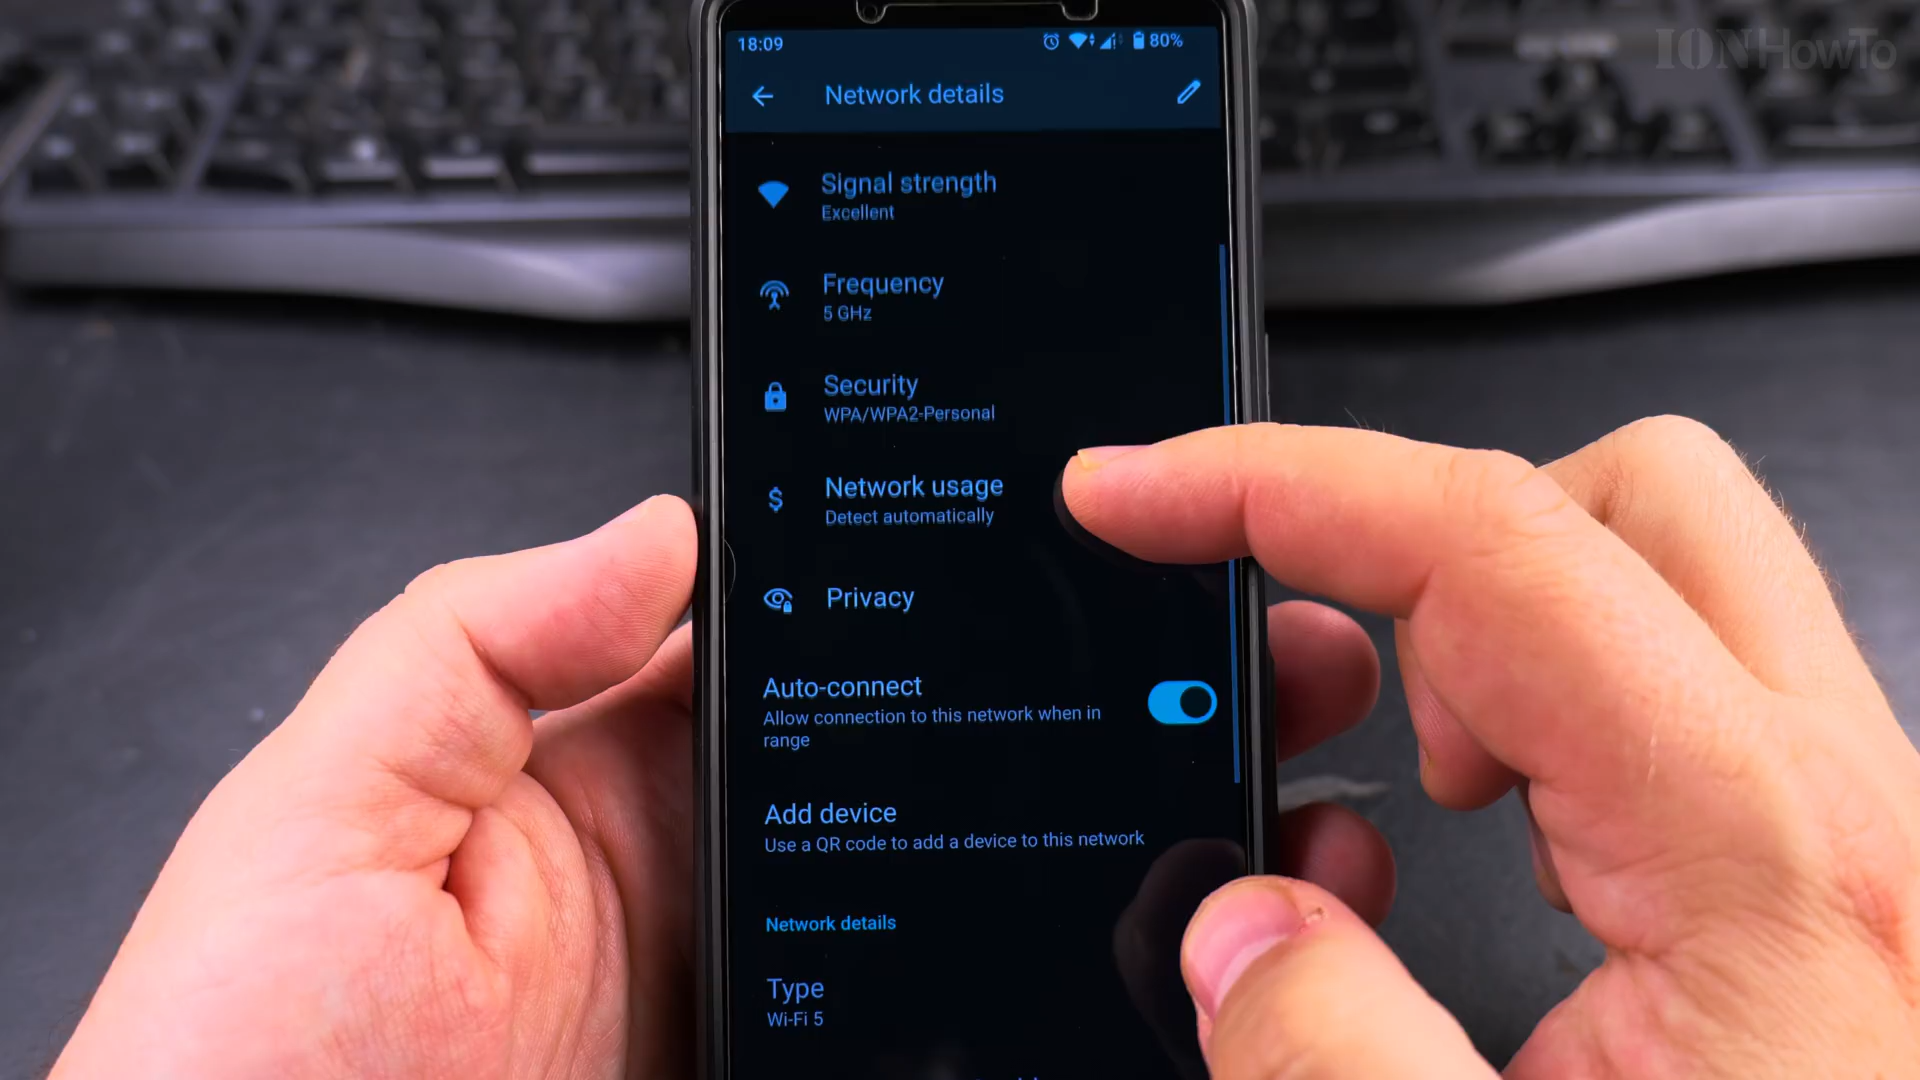 IONHowTo
18:09
80%
Network details
Signal strength
Excellent
Frequency
5 GHz
Security
WPA/WPA2-Personal
Network usage
Detect automatically
Privacy
Auto-connect
Allow connection to this network when in
range
Add device
Use a QR code to add a device to this network
Network details
Type
Wi-Fi 5